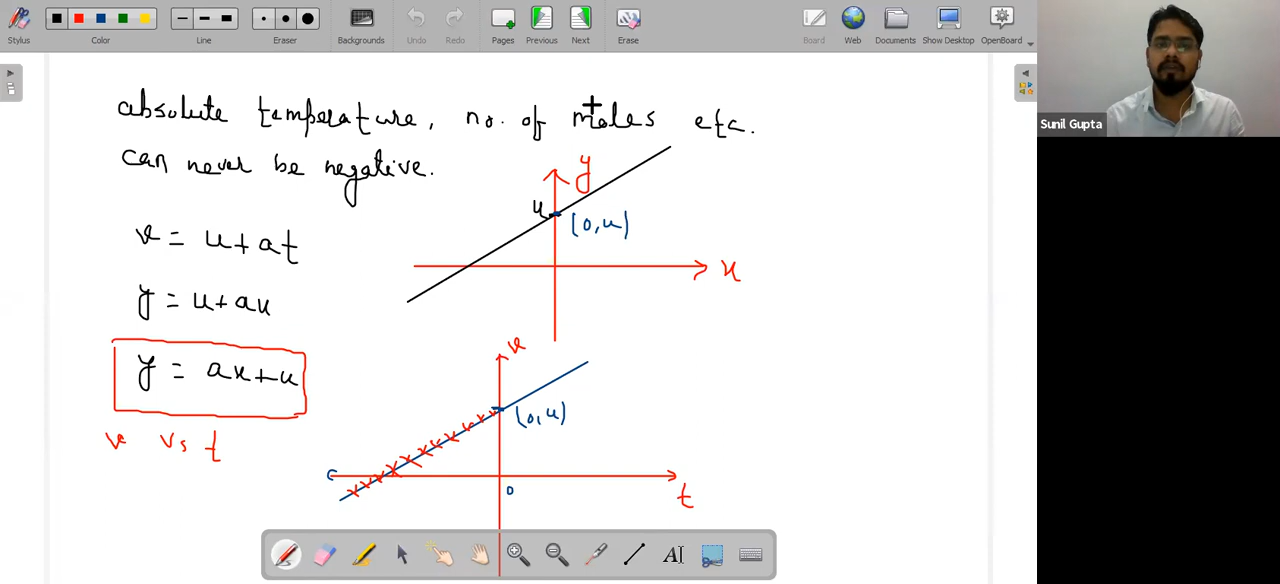 Stylus Color Line Eraser Backgrounds Undo Redo Pages Previous Next Erase Board Web Documents Show Desktop OpenBoard
Sunil Gupta
absolute temperature, no. of moles etc.
can never be negative.
y
u
(0,u)
x
v = u+at
y = u+ax
y = ax+u
v vs t
v
(0,u)
0
t
A